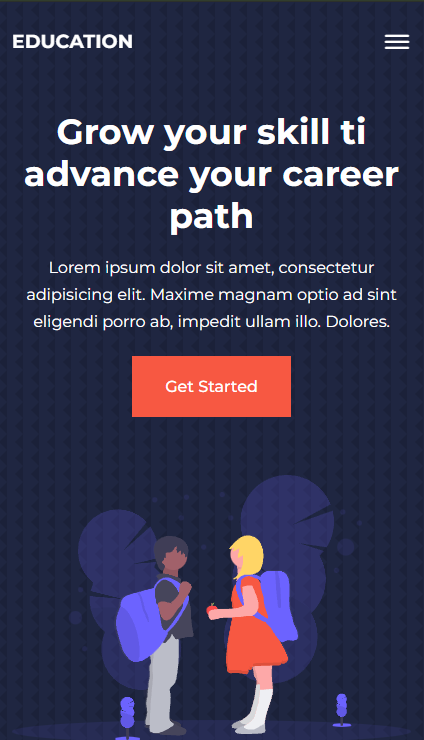 EDUCATION
Grow your skill ti
advance your career
path
Lorem ipsum dolor sit amet, consectetur
adipisicing elit. Maxime magnam optio ad sint
eligendi porro ab, impedit ullam illo. Dolores.
Get Started